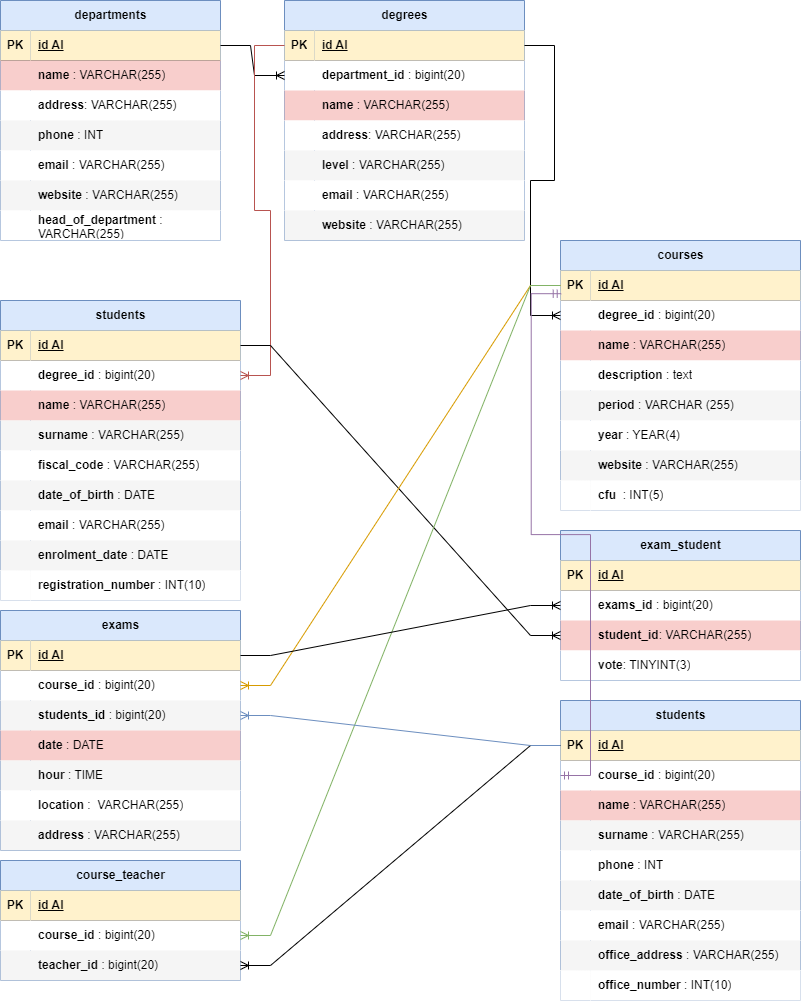 departments
PK id AI
name : VARCHAR(255)
address: VARCHAR(255)
phone : INT
email : VARCHAR(255)
website : VARCHAR(255)
head_of_department :
VARCHAR(255)
degrees
PK id AI
department_id : bigint(20)
name : VARCHAR(255)
address: VARCHAR(255)
level : VARCHAR(255)
email : VARCHAR(255)
website : VARCHAR(255)
courses
PK id AI
degree_id : bigint(20)
name : VARCHAR(255)
description : text
period : VARCHAR (255)
year : YEAR(4)
website : VARCHAR(255)
cfu : INT(5)
students
PK id AI
degree_id : bigint(20)
name : VARCHAR(255)
surname : VARCHAR(255)
fiscal_code : VARCHAR(255)
date_of_birth : DATE
email : VARCHAR(255)
enrolment_date : DATE
registration_number : INT(10)
exam_student
PK id AI
exams_id : bigint(20)
student_id: VARCHAR(255)
vote: TINYINT(3)
exams
PK id AI
course_id : bigint(20)
students_id : bigint(20)
date : DATE
hour : TIME
location : VARCHAR(255)
address : VARCHAR(255)
students
PK id AI
course_id : bigint(20)
name : VARCHAR(255)
surname : VARCHAR(255)
phone : INT
date_of_birth : DATE
email : VARCHAR(255)
office_address : VARCHAR(255)
office_number : INT(10)
course_teacher
PK id AI
course_id : bigint(20)
teacher_id : bigint(20)